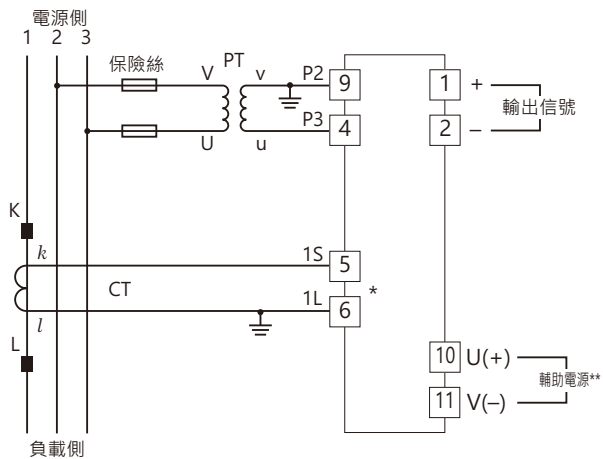 電源側
1 2 3
保險絲
PT
V v P2 9
U u P3 4
1 +
2 –
輸出信號
K
k
CT
1S 5
1L 6
*
l
L
10 U(+)
11 V(–)
輔助電源**
負載側